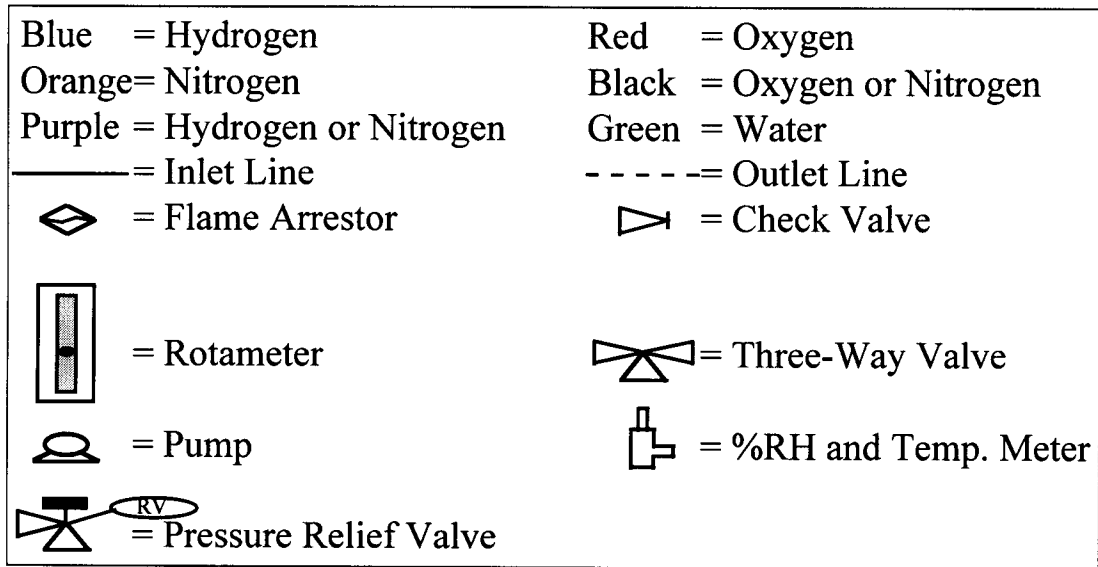 Blue = Hydrogen
Red = Oxygen
Orange= Nitrogen
Black = Oxygen or Nitrogen
Purple = Hydrogen or Nitrogen
Green = Water
= Inlet Line
= Outlet Line
= Flame Arrestor
= Check Valve
= Rotameter
= Three-Way Valve
= Pump
= %RH and Temp. Meter
RV
= Pressure Relief Valve